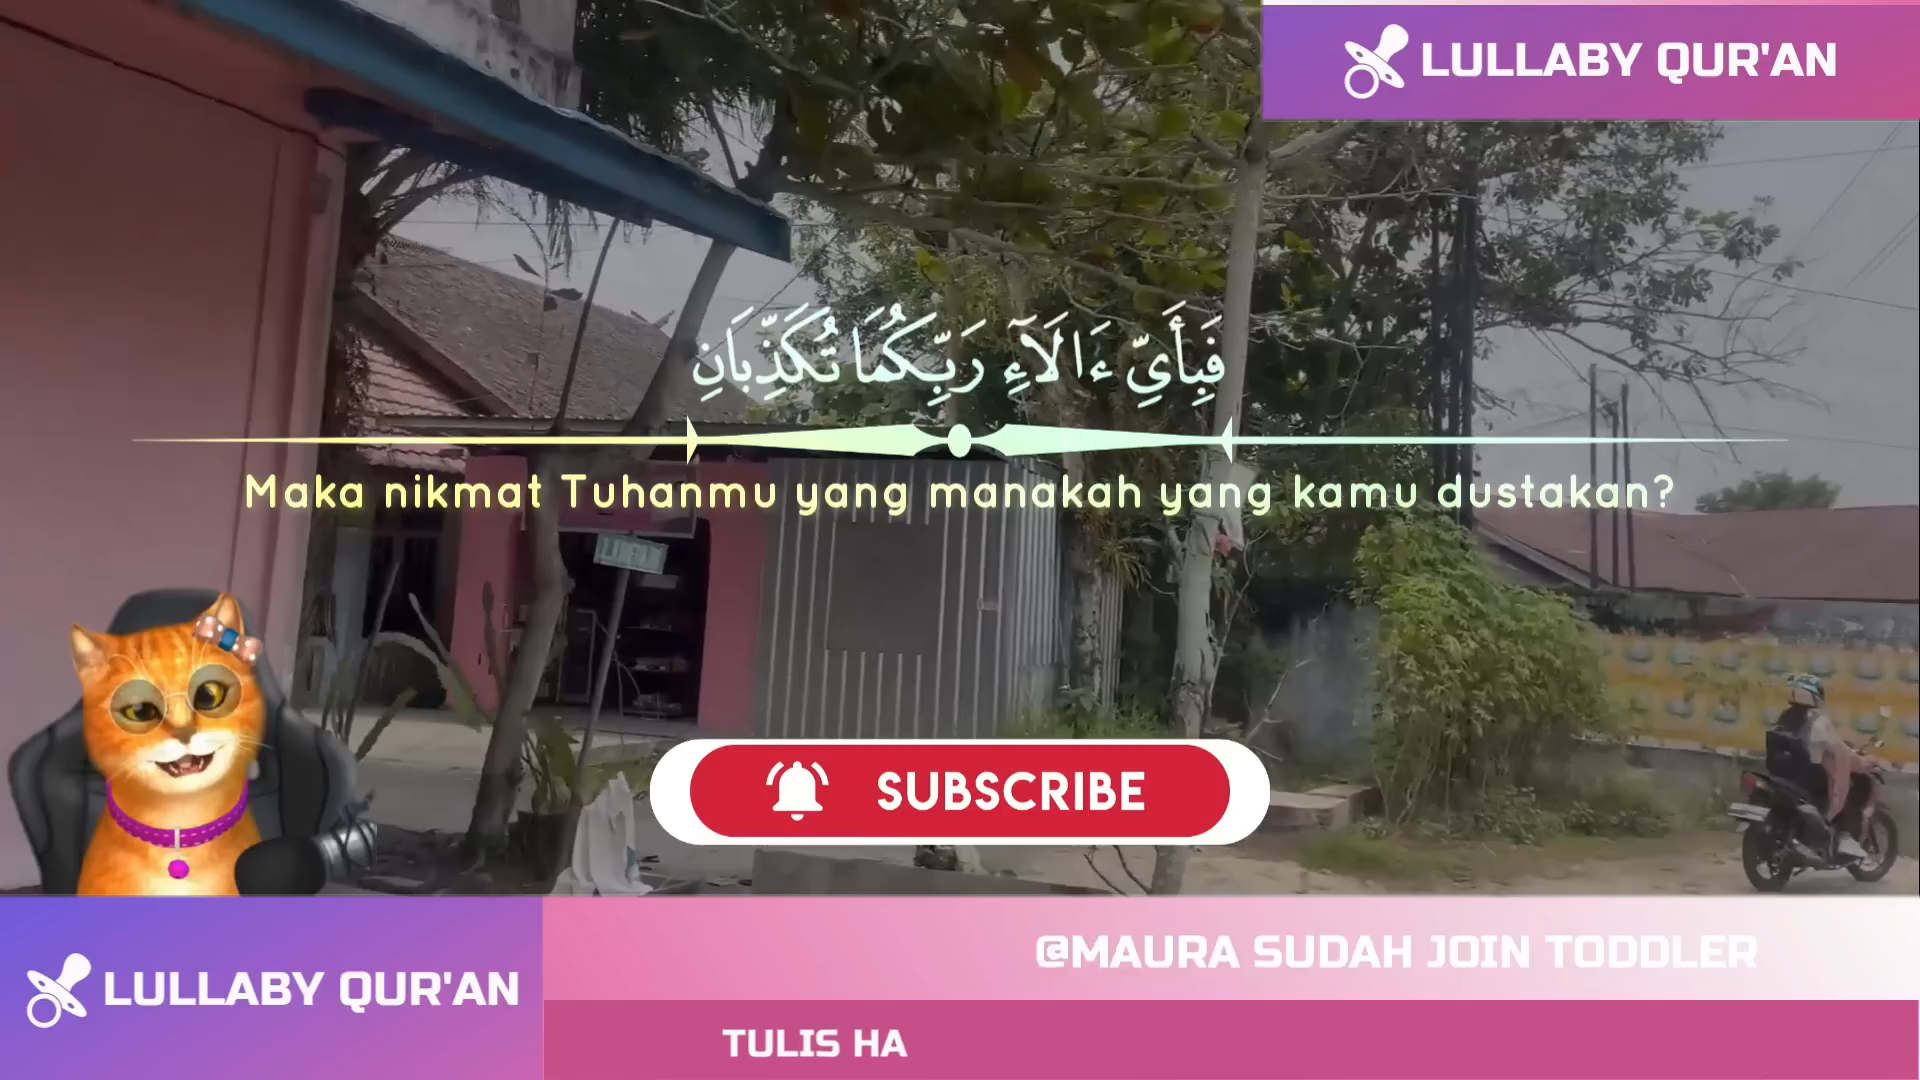 LULLABY QUR'AN
فَبِأَيِّ ءَالَآءِ رَبِّكُمَا تُكَذِّبَانِ
Maka nikmat Tuhanmu yang manakah yang kamu dustakan?
SUBSCRIBE
LULLABY QUR'AN
@MAURA SUDAH JOIN TODDLER
TULIS HA